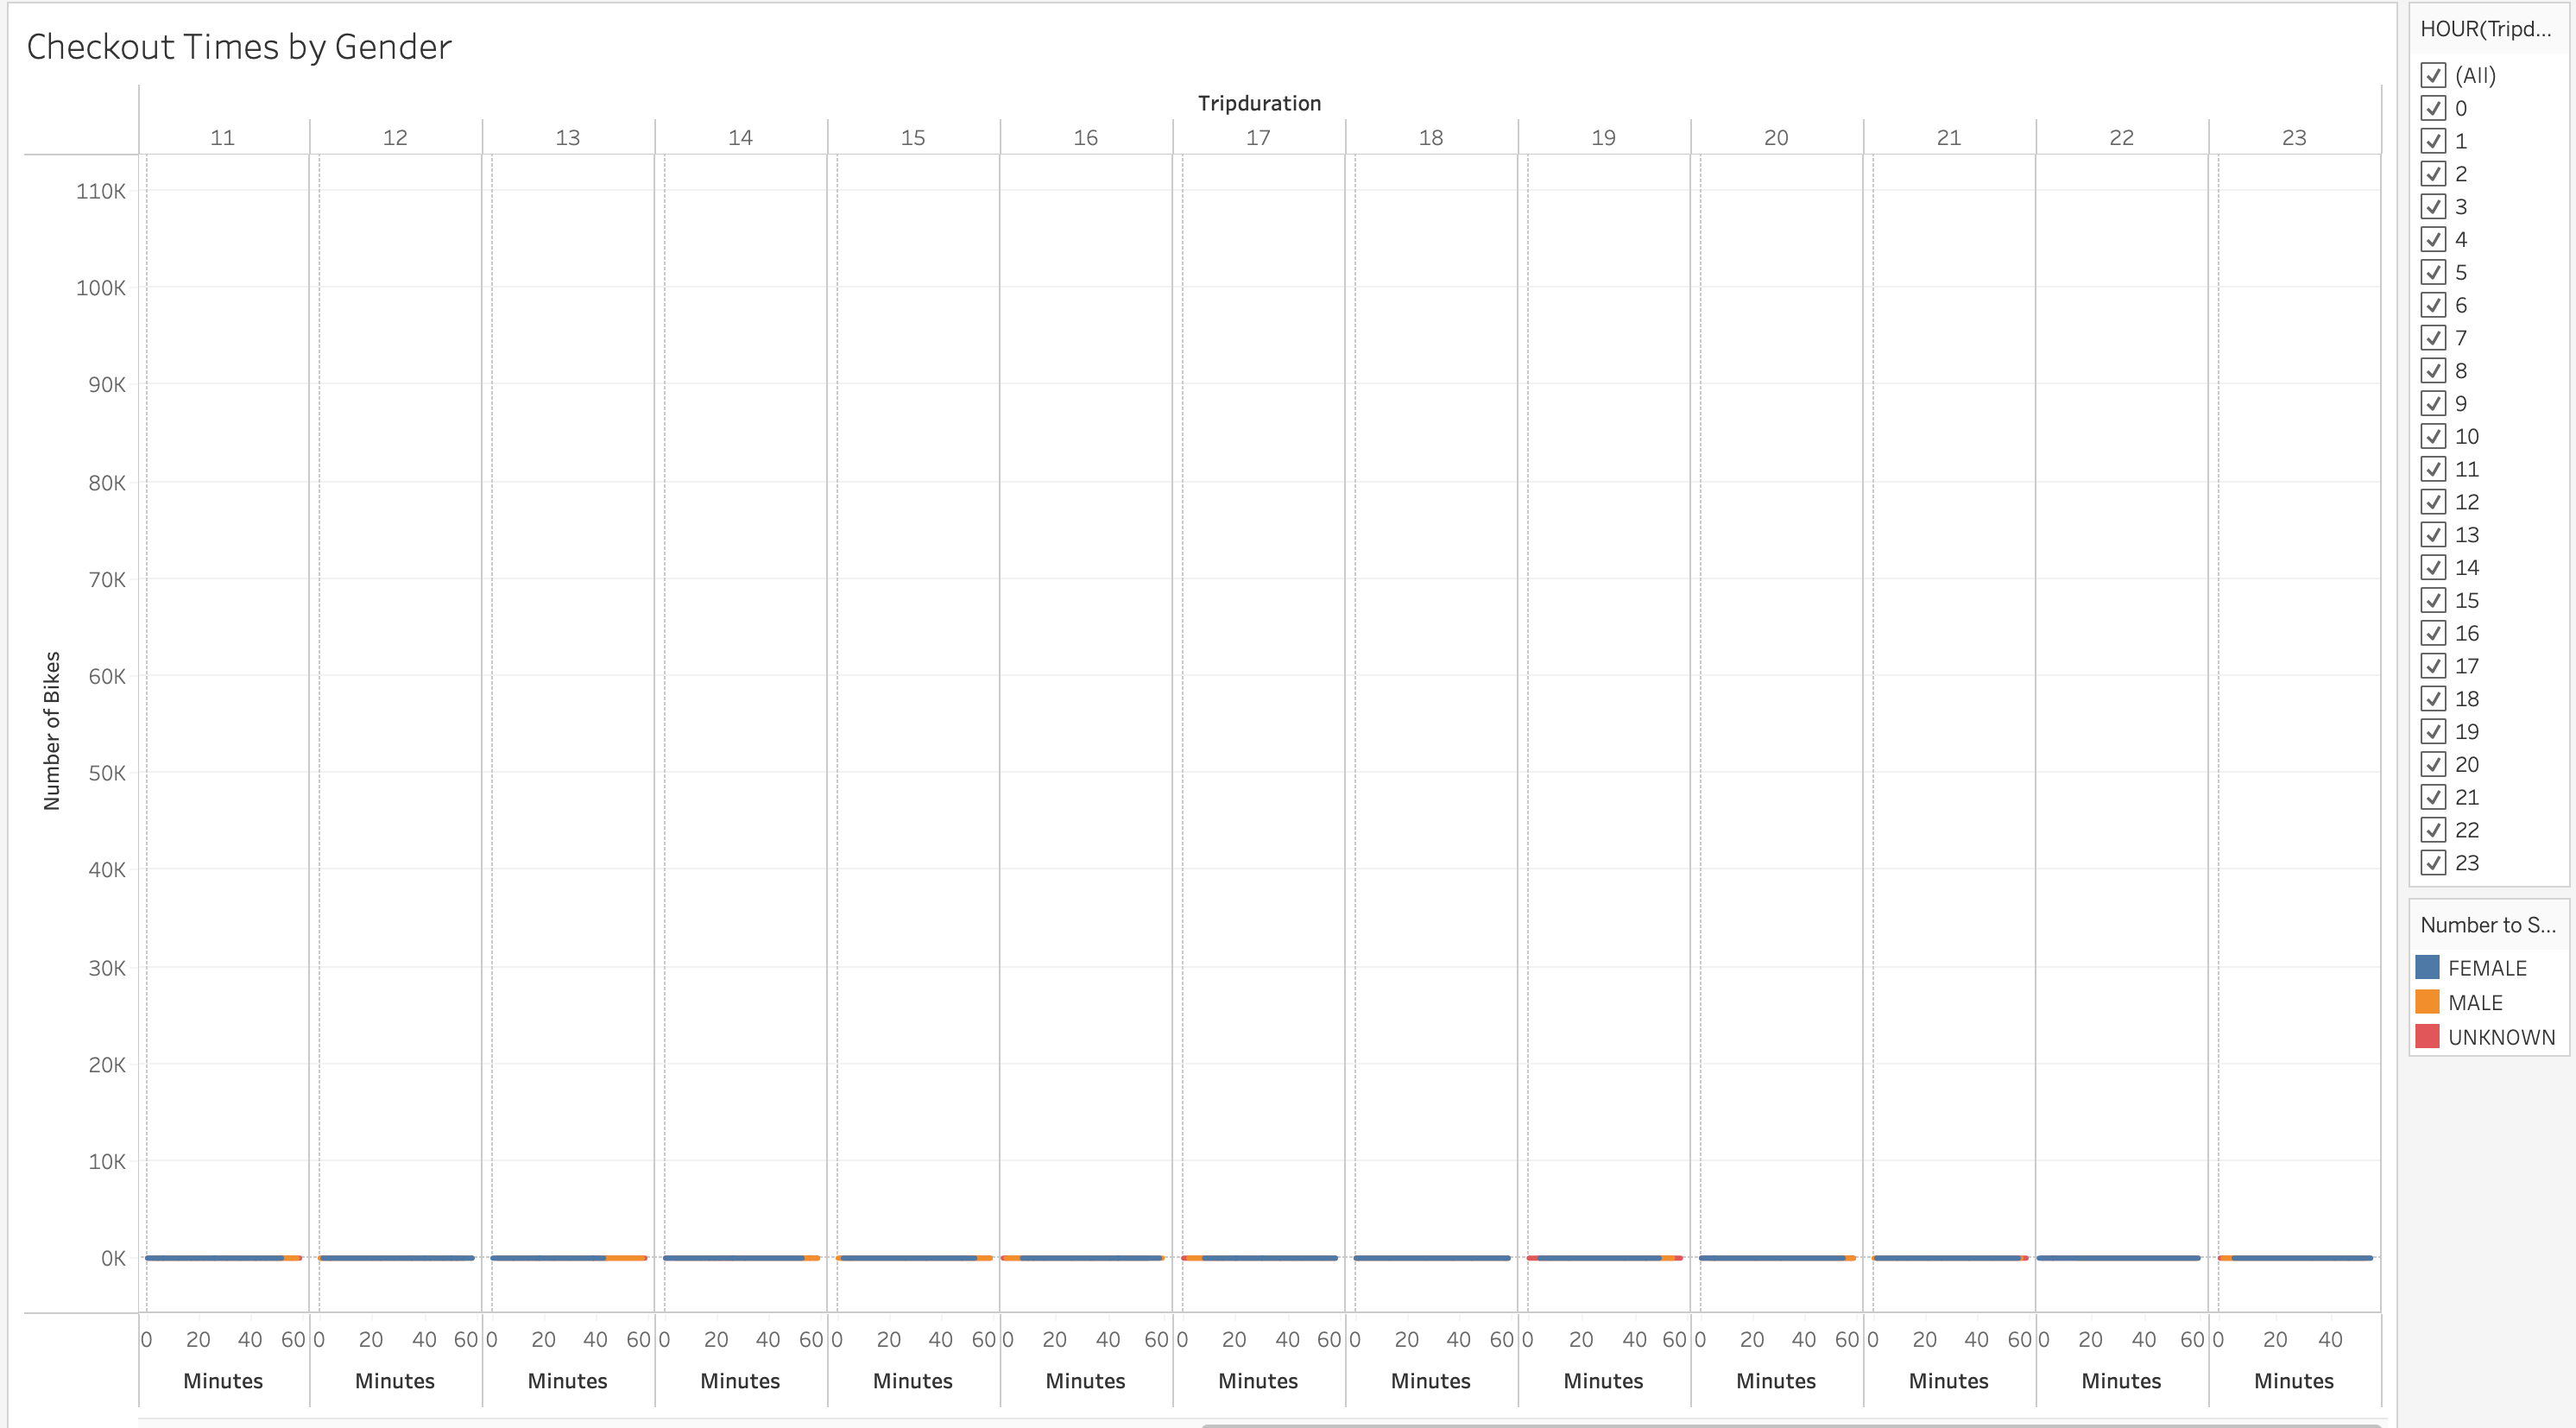 Checkout Times by Gender
Tripduration
11 12 13 14 15 16 17 18 19 20 21 22 23
110K
100K
90K
80K
70K
60K
50K
40K
30K
20K
10K
0K
Number of Bikes
0 20 40 60 0 20 40 60 0 20 40 60 0 20 40 60 0 20 40 60 0 20 40 60 0 20 40 60 0 20 40 60 0 20 40 60 0 20 40 60 0 20 40 60 0 20 40 60 0 20 40
Minutes Minutes Minutes Minutes Minutes Minutes Minutes Minutes Minutes Minutes Minutes Minutes Minutes
HOUR(Tripd...
(All)
0
1
2
3
4
5
6
7
8
9
10
11
12
13
14
15
16
17
18
19
20
21
22
23
Number to S...
FEMALE
MALE
UNKNOWN